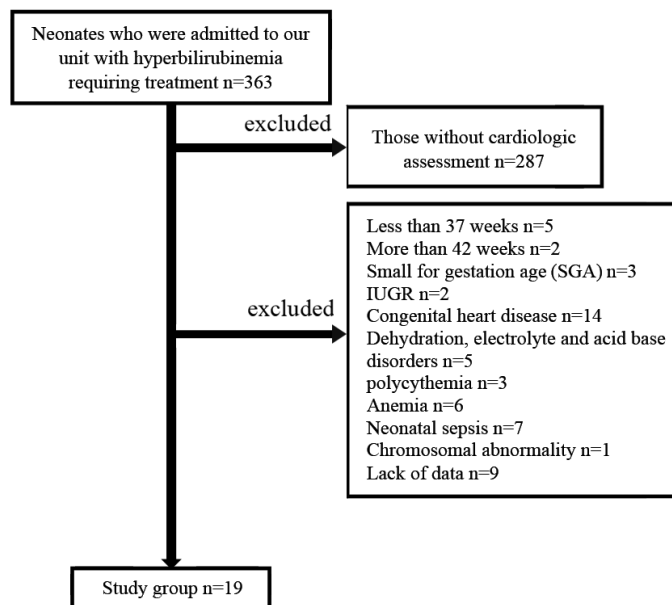 Neonates who were admitted to our
unit with hyperbilirubinemia
requiring treatment n=363
excluded
Those without cardiologic
assessment n=287
Less than 37 weeks n=5
More than 42 weeks n=2
Small for gestation age (SGA) n=3
IUGR n=2
Congenital heart disease n=14
Dehydration, electrolyte and acid base
disorders n=5
polycythemia n=3
Anemia n=6
Neonatal sepsis n=7
Chromosomal abnormality n=1
Lack of data n=9
excluded
Study group n=19